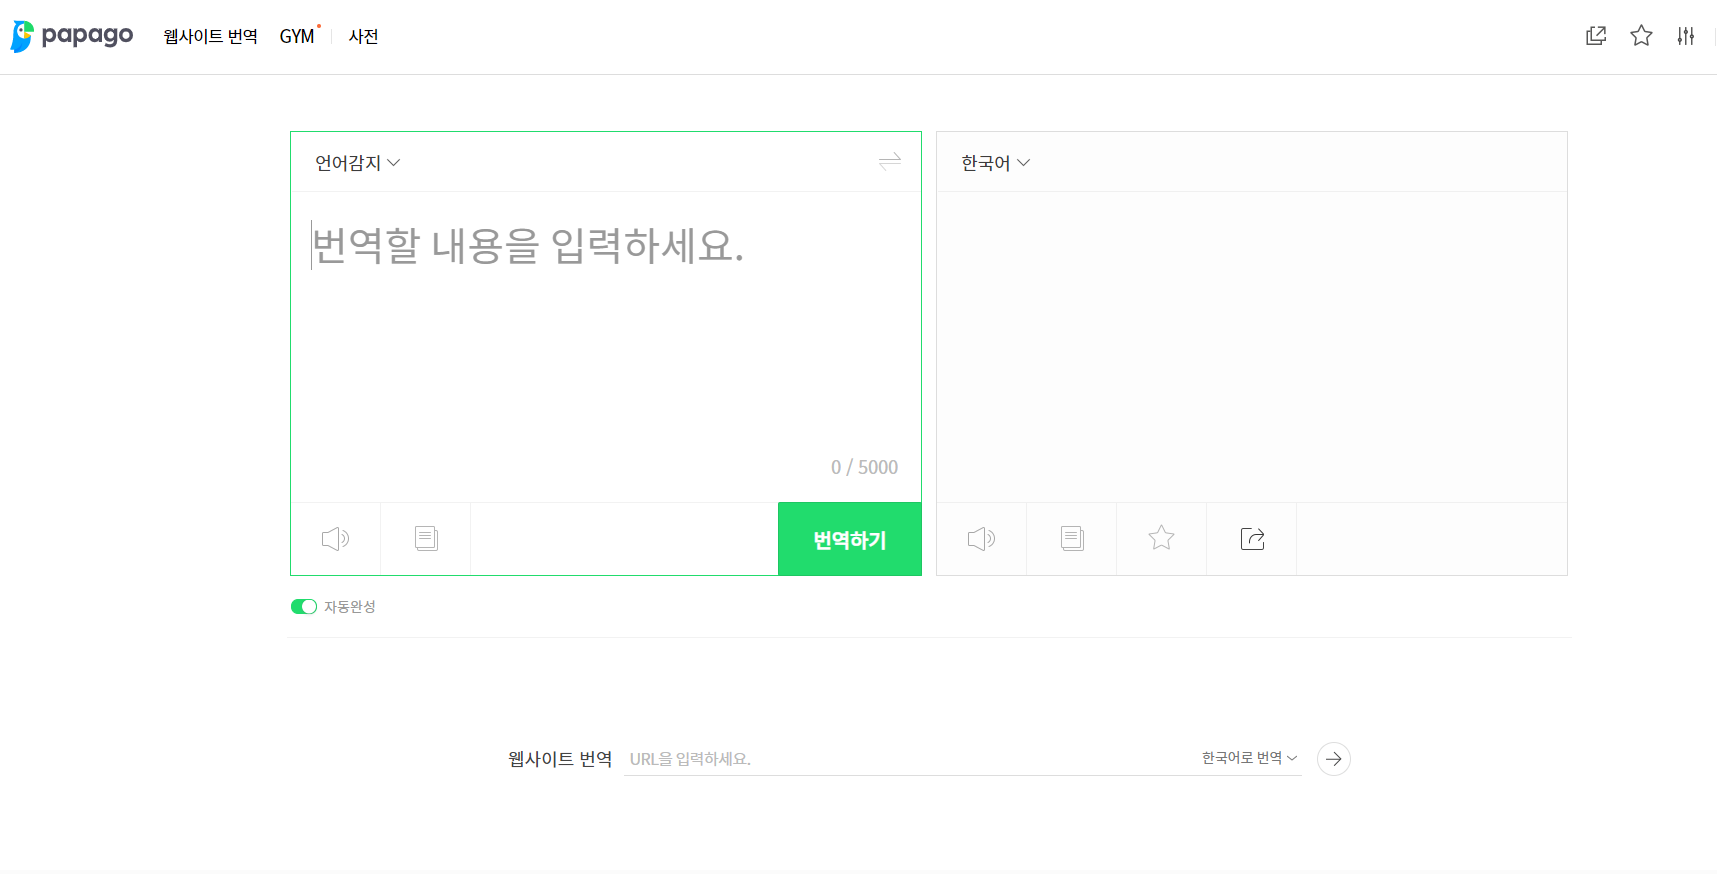 papago 웹사이트 번역 GYM 사전
언어감지 한국어
번역할 내용을 입력하세요.
0 / 5000
번역하기
자동완성
웹사이트 번역 URL을 입력하세요. 한국어로 번역